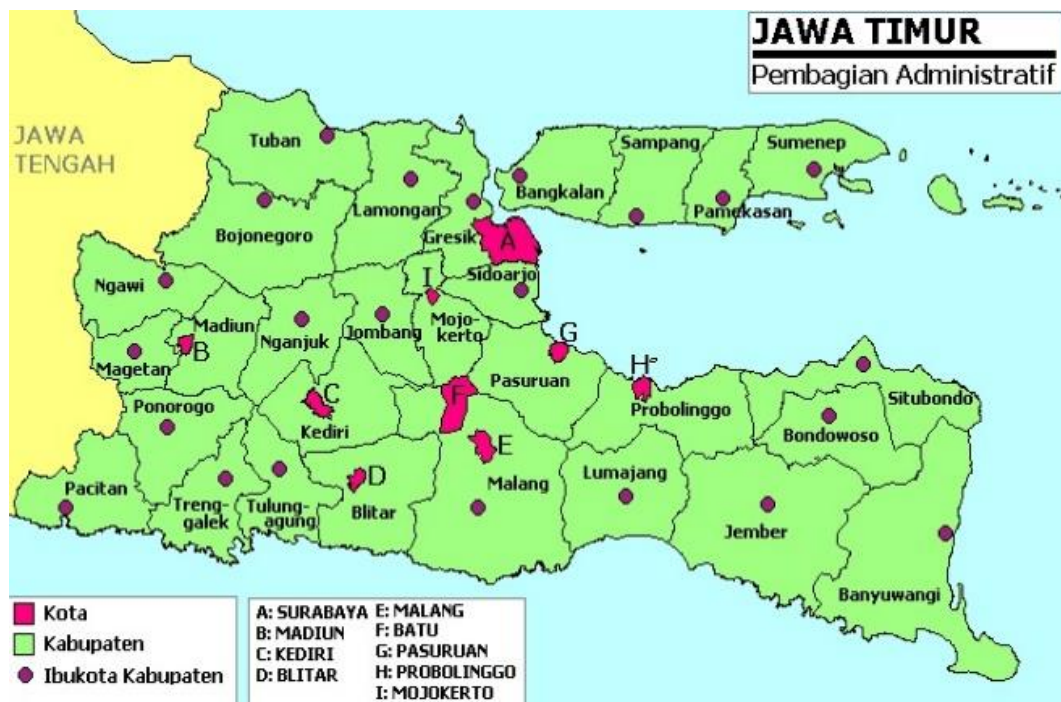 JAWA TIMUR
Pembagian Administratif
JAWA
TENGAH
Tuban
Sampang
Sumenep
Bangkalan
Pamekasan
Lamongan
Bojonegoro
Gresik
A
I
Sidoarjo
Ngawi
Madiun
Nganjuk
Jombang
Mojo-
kerto
G
B
Magetan
H
Pasuruan
Ponorogo
C
F
Probolinggo
Situbondo
Kediri
Bondowoso
E
D
Lumajang
Pacitan
Treng-
galek
Tulung-
agung
Blitar
Malang
Jember
Banyuwangi
Kota
Kabupaten
Ibukota Kabupaten
A: SURABAYA
B: MADIUN
C: KEDIRI
D: BLITAR
E: MALANG
F: BATU
G: PASURUAN
H: PROBOLINGGO
I: MOJOKERTO